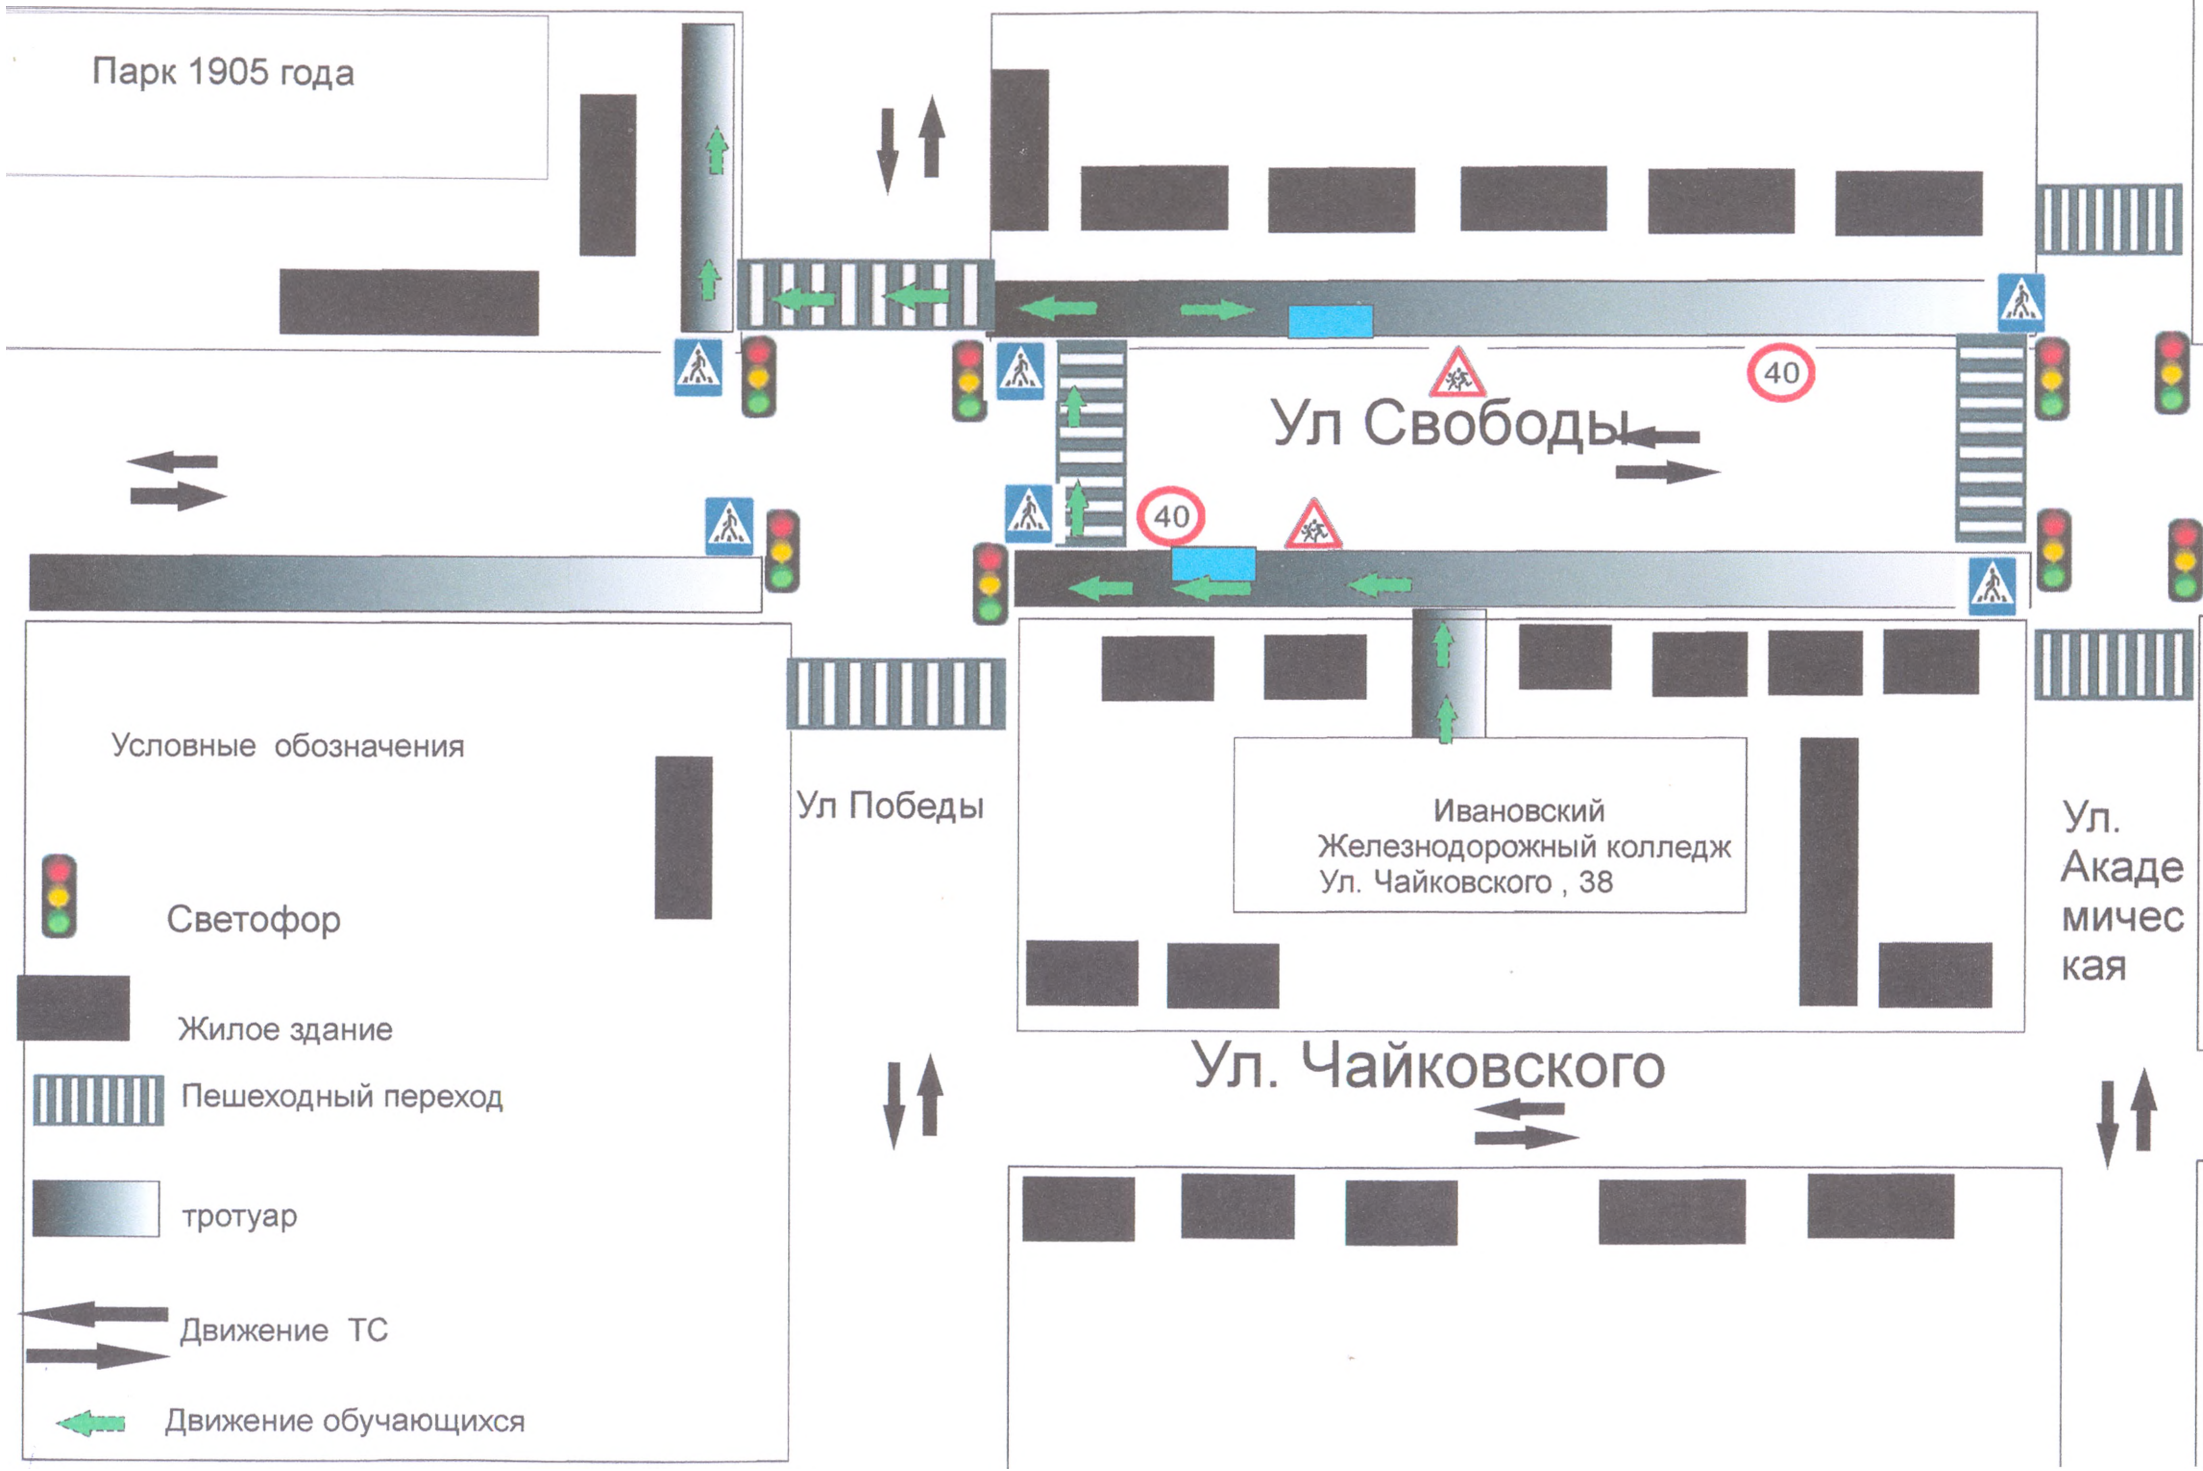 Парк 1905 года
40
Ул Свободы
40
Условные обозначения
Ул Победы
Ивановский
Железнодорожный колледж
Ул. Чайковского , 38
Ул.
Акаде
мичес
кая
Светофор
Жилое здание
Ул. Чайковского
Пешеходный переход
тротуар
Движение ТС
Движение обучающихся